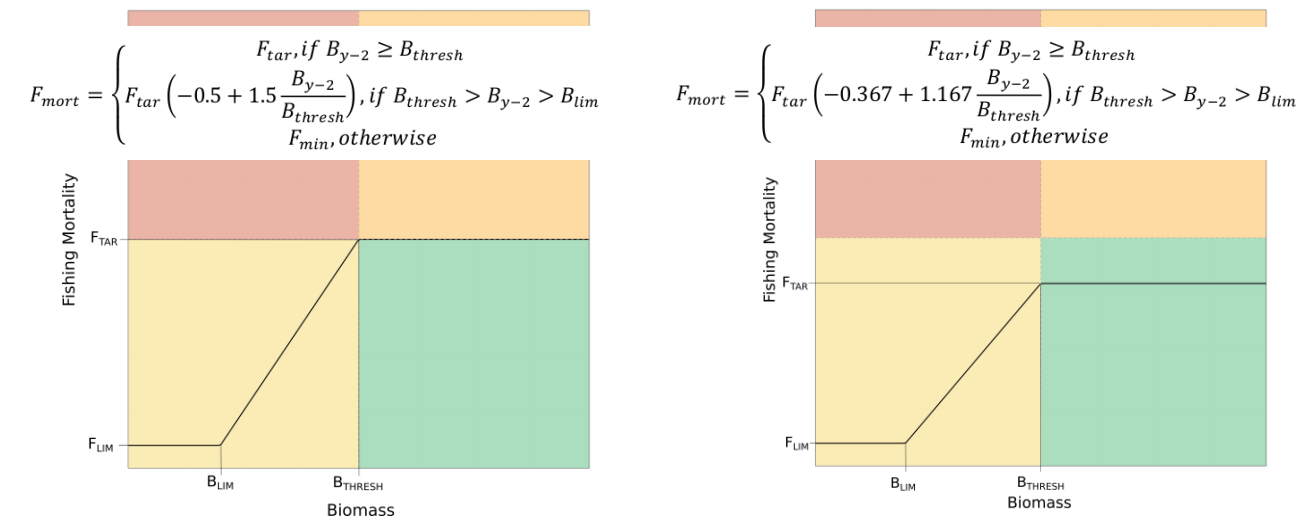 F_mort = { F_tar, if B_y−2 ≥ B_thresh
F_tar (−0.5 + 1.5 B_y−2 / B_thresh), if B_thresh > B_y−2 > B_lim
F_min, otherwise
Fishing Mortality
F_TAR
F_LIM
B_LIM
B_THRESH
Biomass
F_mort = { F_tar, if B_y−2 ≥ B_thresh
F_tar (−0.367 + 1.167 B_y−2 / B_thresh), if B_thresh > B_y−2 > B_lim
F_min, otherwise
Fishing Mortality
F_TAR
F_LIM
B_LIM
B_THRESH
Biomass